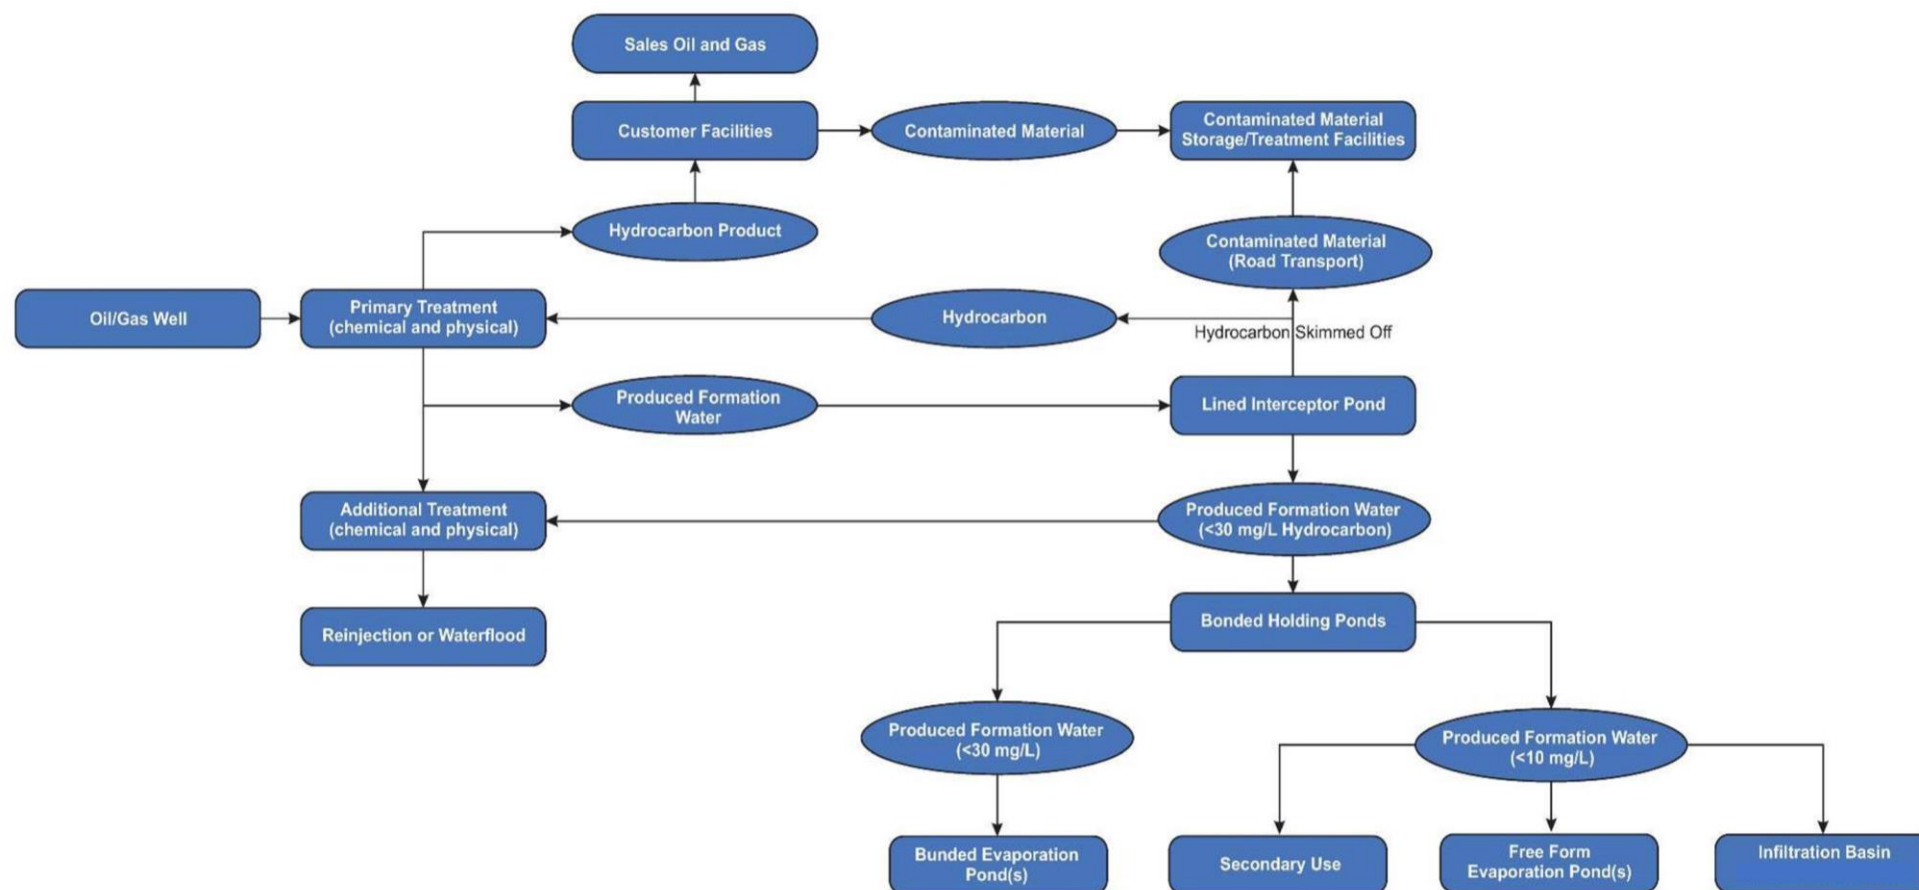 Sales Oil and Gas
Customer Facilities
Contaminated Material
Contaminated Material
Storage/Treatment Facilities
Hydrocarbon Product
Contaminated Material
(Road Transport)
Oil/Gas Well
Primary Treatment
(chemical and physical)
Hydrocarbon
Hydrocarbon Skimmed Off
Produced Formation
Water
Lined Interceptor Pond
Additional Treatment
(chemical and physical)
Produced Formation Water
(<30 mg/L Hydrocarbon)
Reinjection or Waterflood
Bonded Holding Ponds
Produced Formation Water
(<30 mg/L)
Produced Formation Water
(<10 mg/L)
Bunded Evaporation
Pond(s)
Secondary Use
Free Form
Evaporation Pond(s)
Infiltration Basin